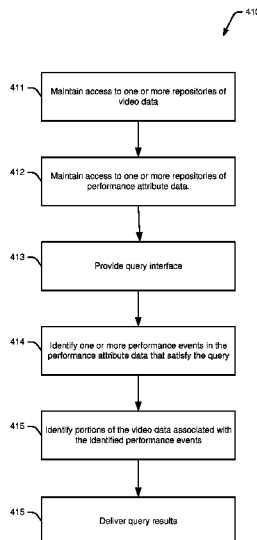 410
411
Maintain access to one or more repositories of
video data
412
Maintain access to one or more repositories of
performance attribute data.
413
Provide query interface
414
Identify one or more performance events in the
performance attribute data that satisfy the query
415
Identify portions of the video data associated with
the identified performance events
415
Deliver query results